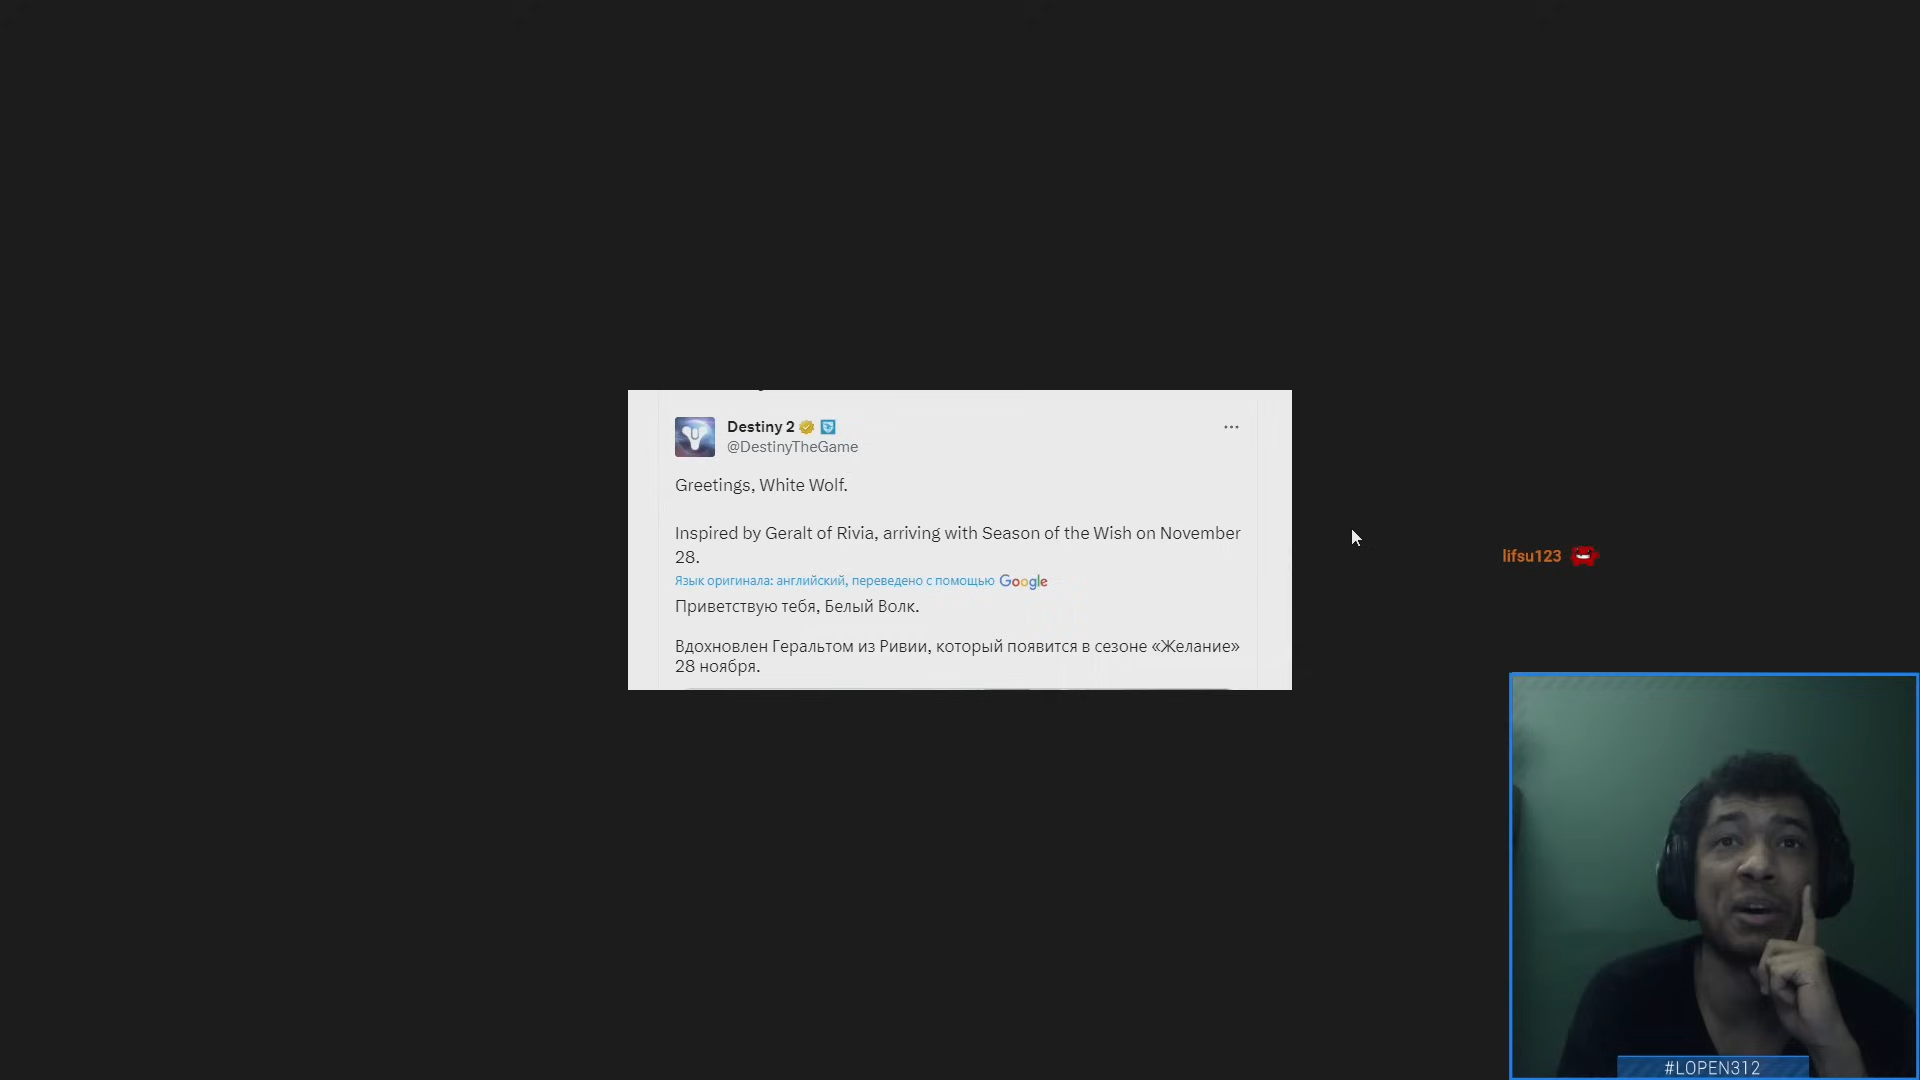 Destiny 2
@DestinyTheGame
Greetings, White Wolf.
Inspired by Geralt of Rivia, arriving with Season of the Wish on November
28.
Язык оригинала: английский, переведено с помощью Google
Приветствую тебя, Белый Волк.
Вдохновлен Геральтом из Ривии, который появится в сезоне «Желание»
28 ноября.
lifsu123
#LOPEN312